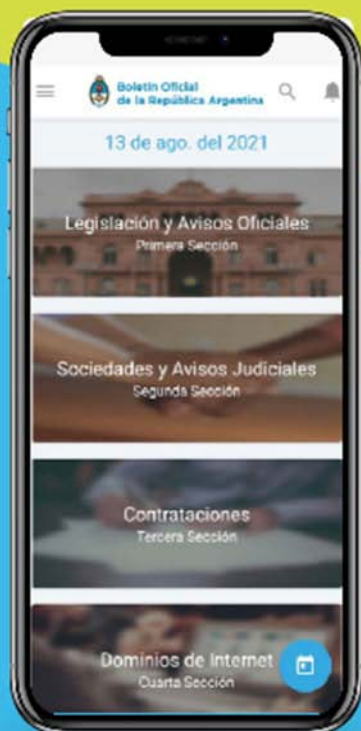 Boletín Oficial
de la República Argentina
13 de ago. del 2021
Legislación y Avisos Oficiales
Primera Sección
Sociedades y Avisos Judiciales
Segunda Sección
Contrataciones
Tercera Sección
Dominios de Internet
Cuarta Sección